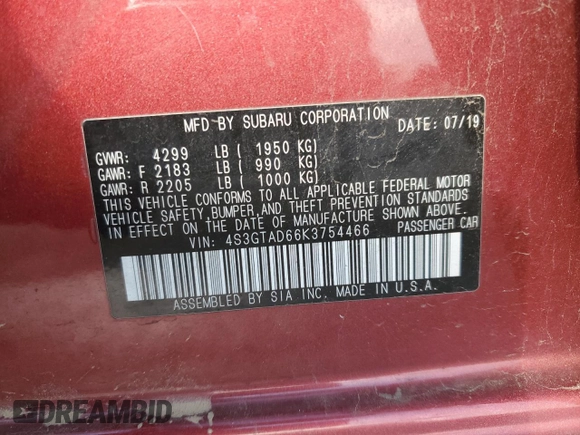 MFD BY SUBARU CORPORATION DATE: 07/19
GVWR: 4299 LB ( 1950 KG)
GAWR: F 2183 LB ( 990 KG)
GAWR: R 2205 LB ( 1000 KG)
THIS VEHICLE CONFORMS TO ALL APPLICABLE FEDERAL MOTOR
VEHICLE SAFETY, BUMPER, AND THEFT PREVENTION STANDARDS
IN EFFECT ON THE DATE OF MANUFACTURE SHOWN ABOVE.
VIN: 4S3GTAD66K3754466 PASSENGER CAR
ASSEMBLED BY SIA INC. MADE IN U.S.A.
DREAMBID